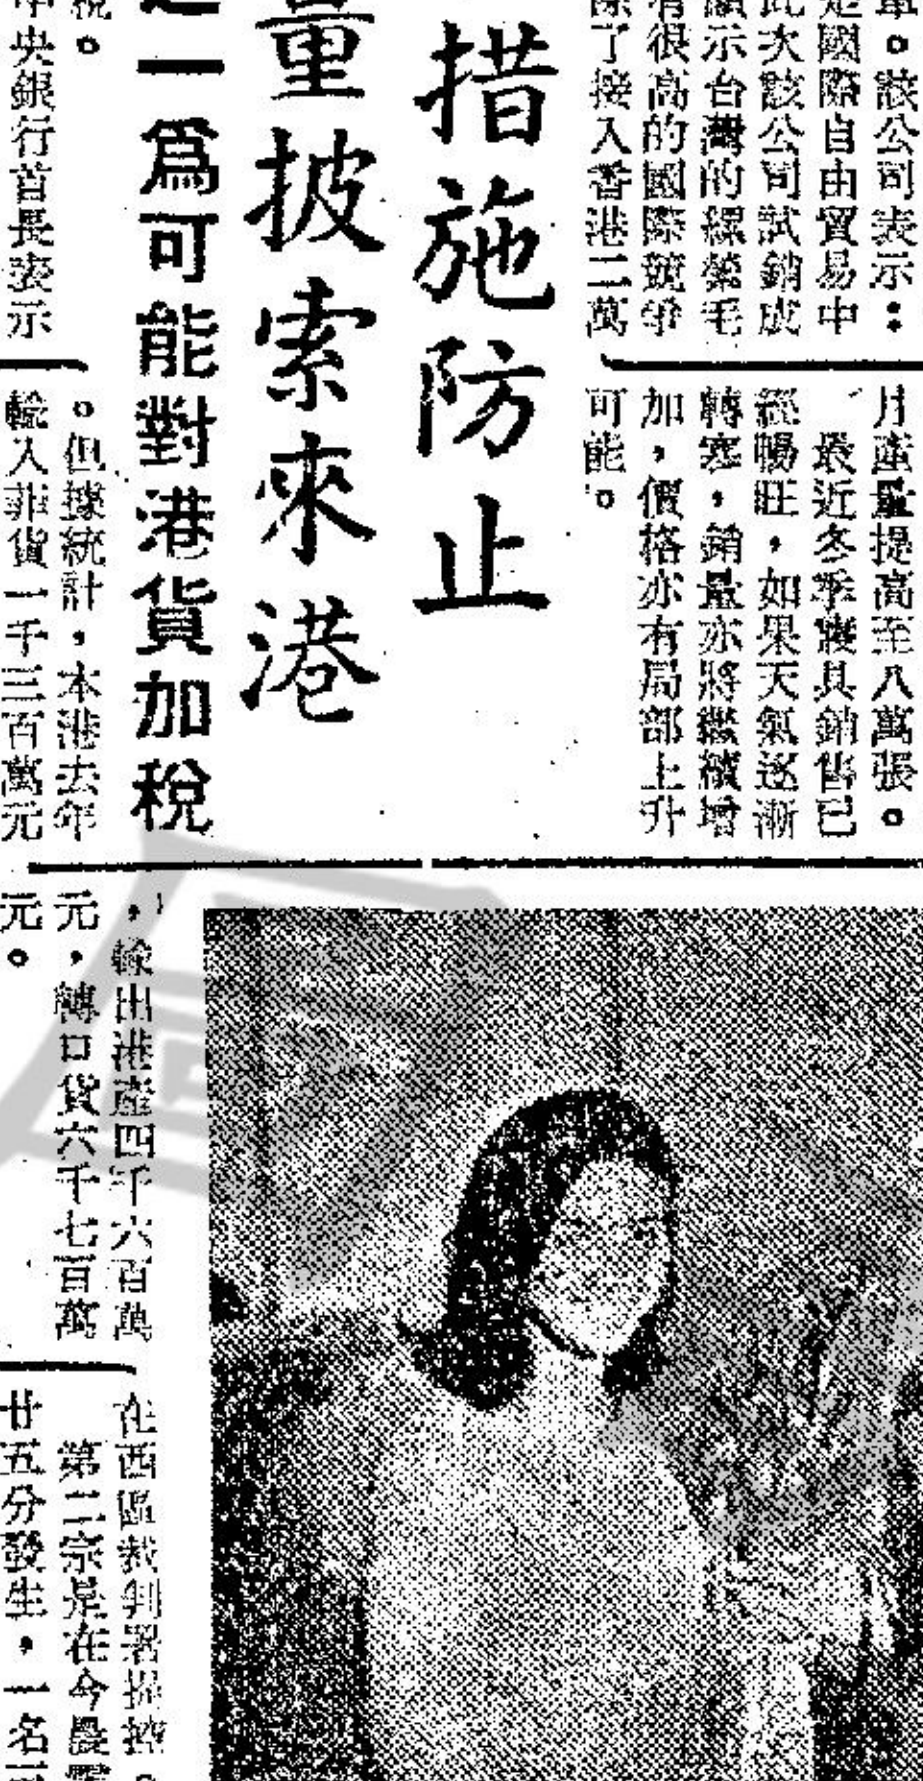 章。該公司表示:
是國際自由貿易中
此次該公司試銷成
顯示台灣的縲縈毛
有很高的國際競爭
除了接入香港二萬
月產量提高至八萬張。
最近冬季寢具銷售已
經暢旺,如果天氣逐漸
轉寒,銷量亦將繼續增
加,價格亦有局部上升
可能。
措施防止
量披索來港
一為可能對港貨加稅
稅。
中央銀行首長表示
。但據統計,本港去年
輸入菲貨一千三百萬元
,輸出港產四千六百萬
元,轉口貨六千七百萬
元。
在西區裁判署提控。
第二宗是在今晨零
廿五分發生,一名